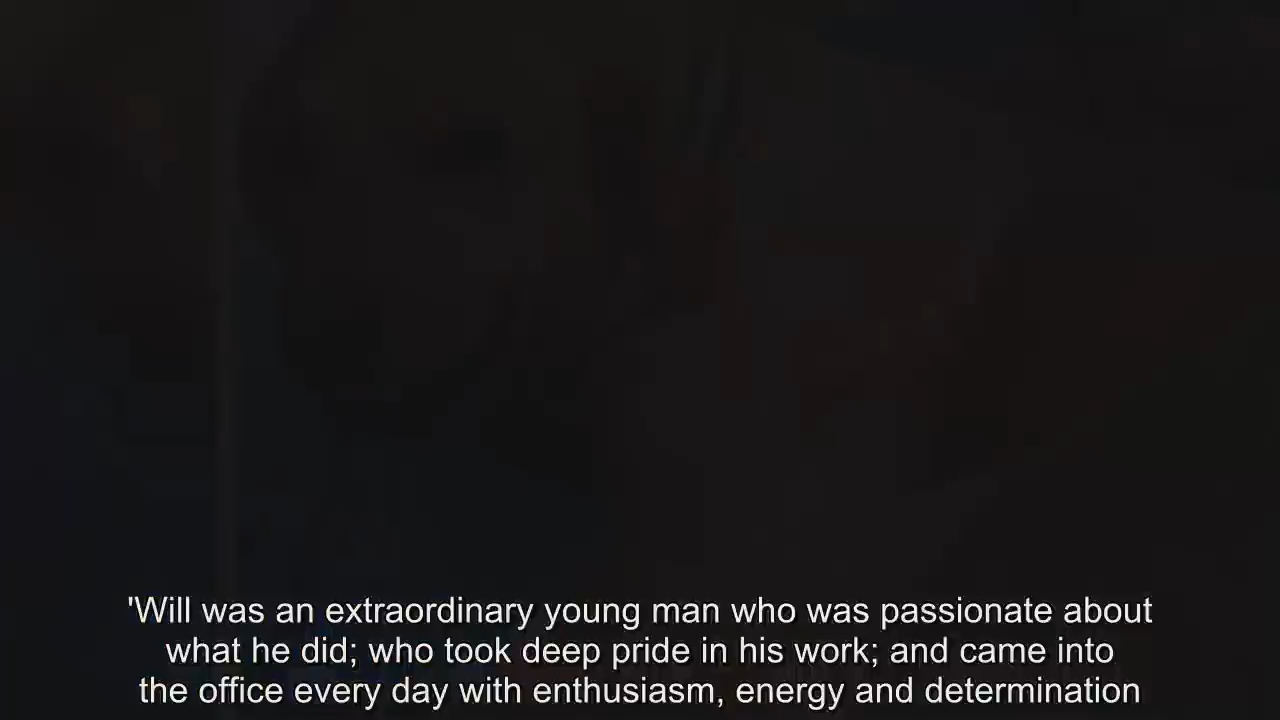 'Will was an extraordinary young man who was passionate about
what he did; who took deep pride in his work; and came into
the office every day with enthusiasm, energy and determination